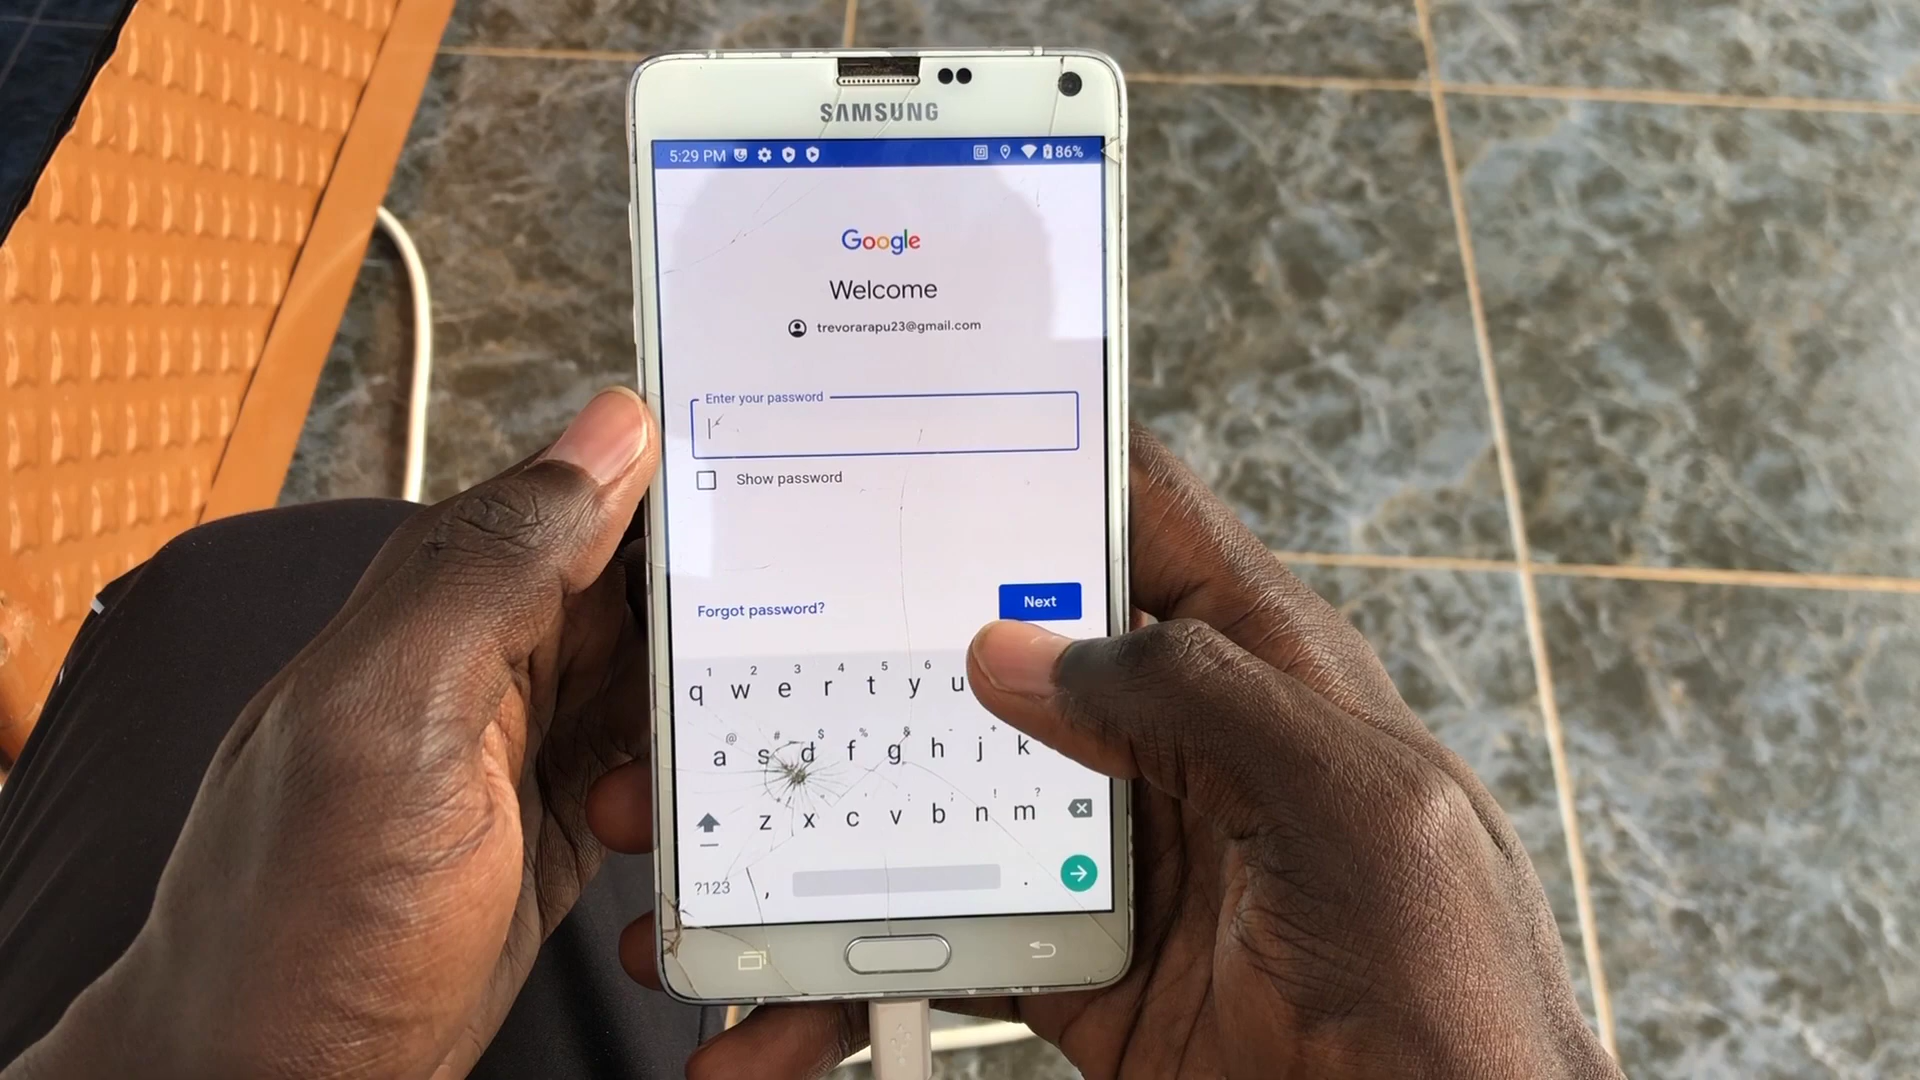 SAMSUNG
5:29 PM 86%
Google
Welcome
trevorarapu23@gmail.com
Enter your password
Show password
Forgot password?
Next
1 2 3 4 5 6
q w e r t y u
@ # $ % & - +
a s d f g h j k
* " ' : ; ! ?
z x c v b n m
?123 , .